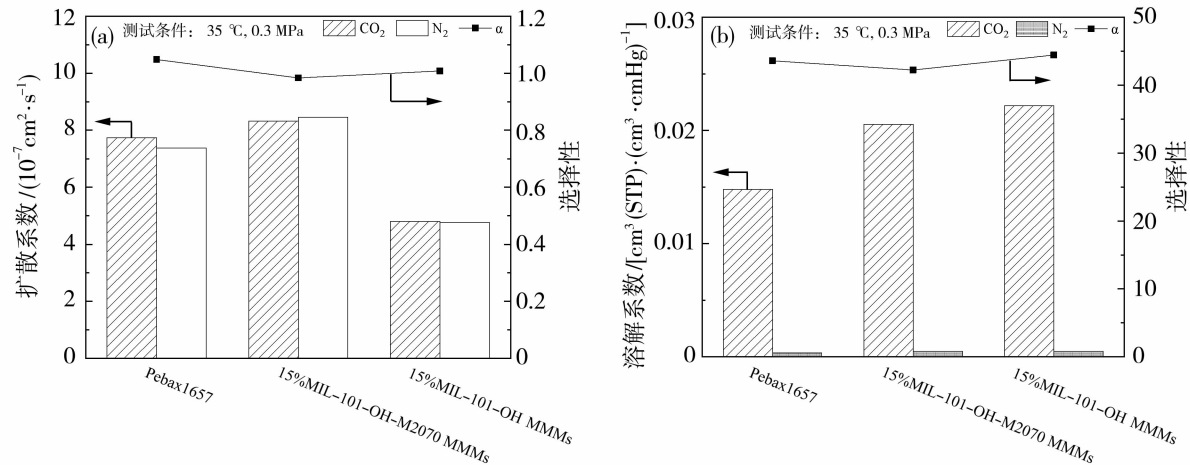 (a)
测试条件: 35 ℃, 0.3 MPa
CO₂
N₂
α
12
10
8
6
4
2
0
扩散系数/(10⁻⁷cm²·s⁻¹)
1.2
1.0
0.8
0.6
0.4
0.2
0
选择性
Pebax1657
15%MIL-101-OH-M2070 MMMs
15%MIL-101-OH MMMs
(b)
测试条件: 35 ℃, 0.3 MPa
CO₂
N₂
α
0.03
0.02
0.01
0
溶解系数/[cm³(STP)·(cm³·cmHg)⁻¹]
50
40
30
20
10
0
选择性
Pebax1657
15%MIL-101-OH-M2070 MMMs
15%MIL-101-OH MMMs